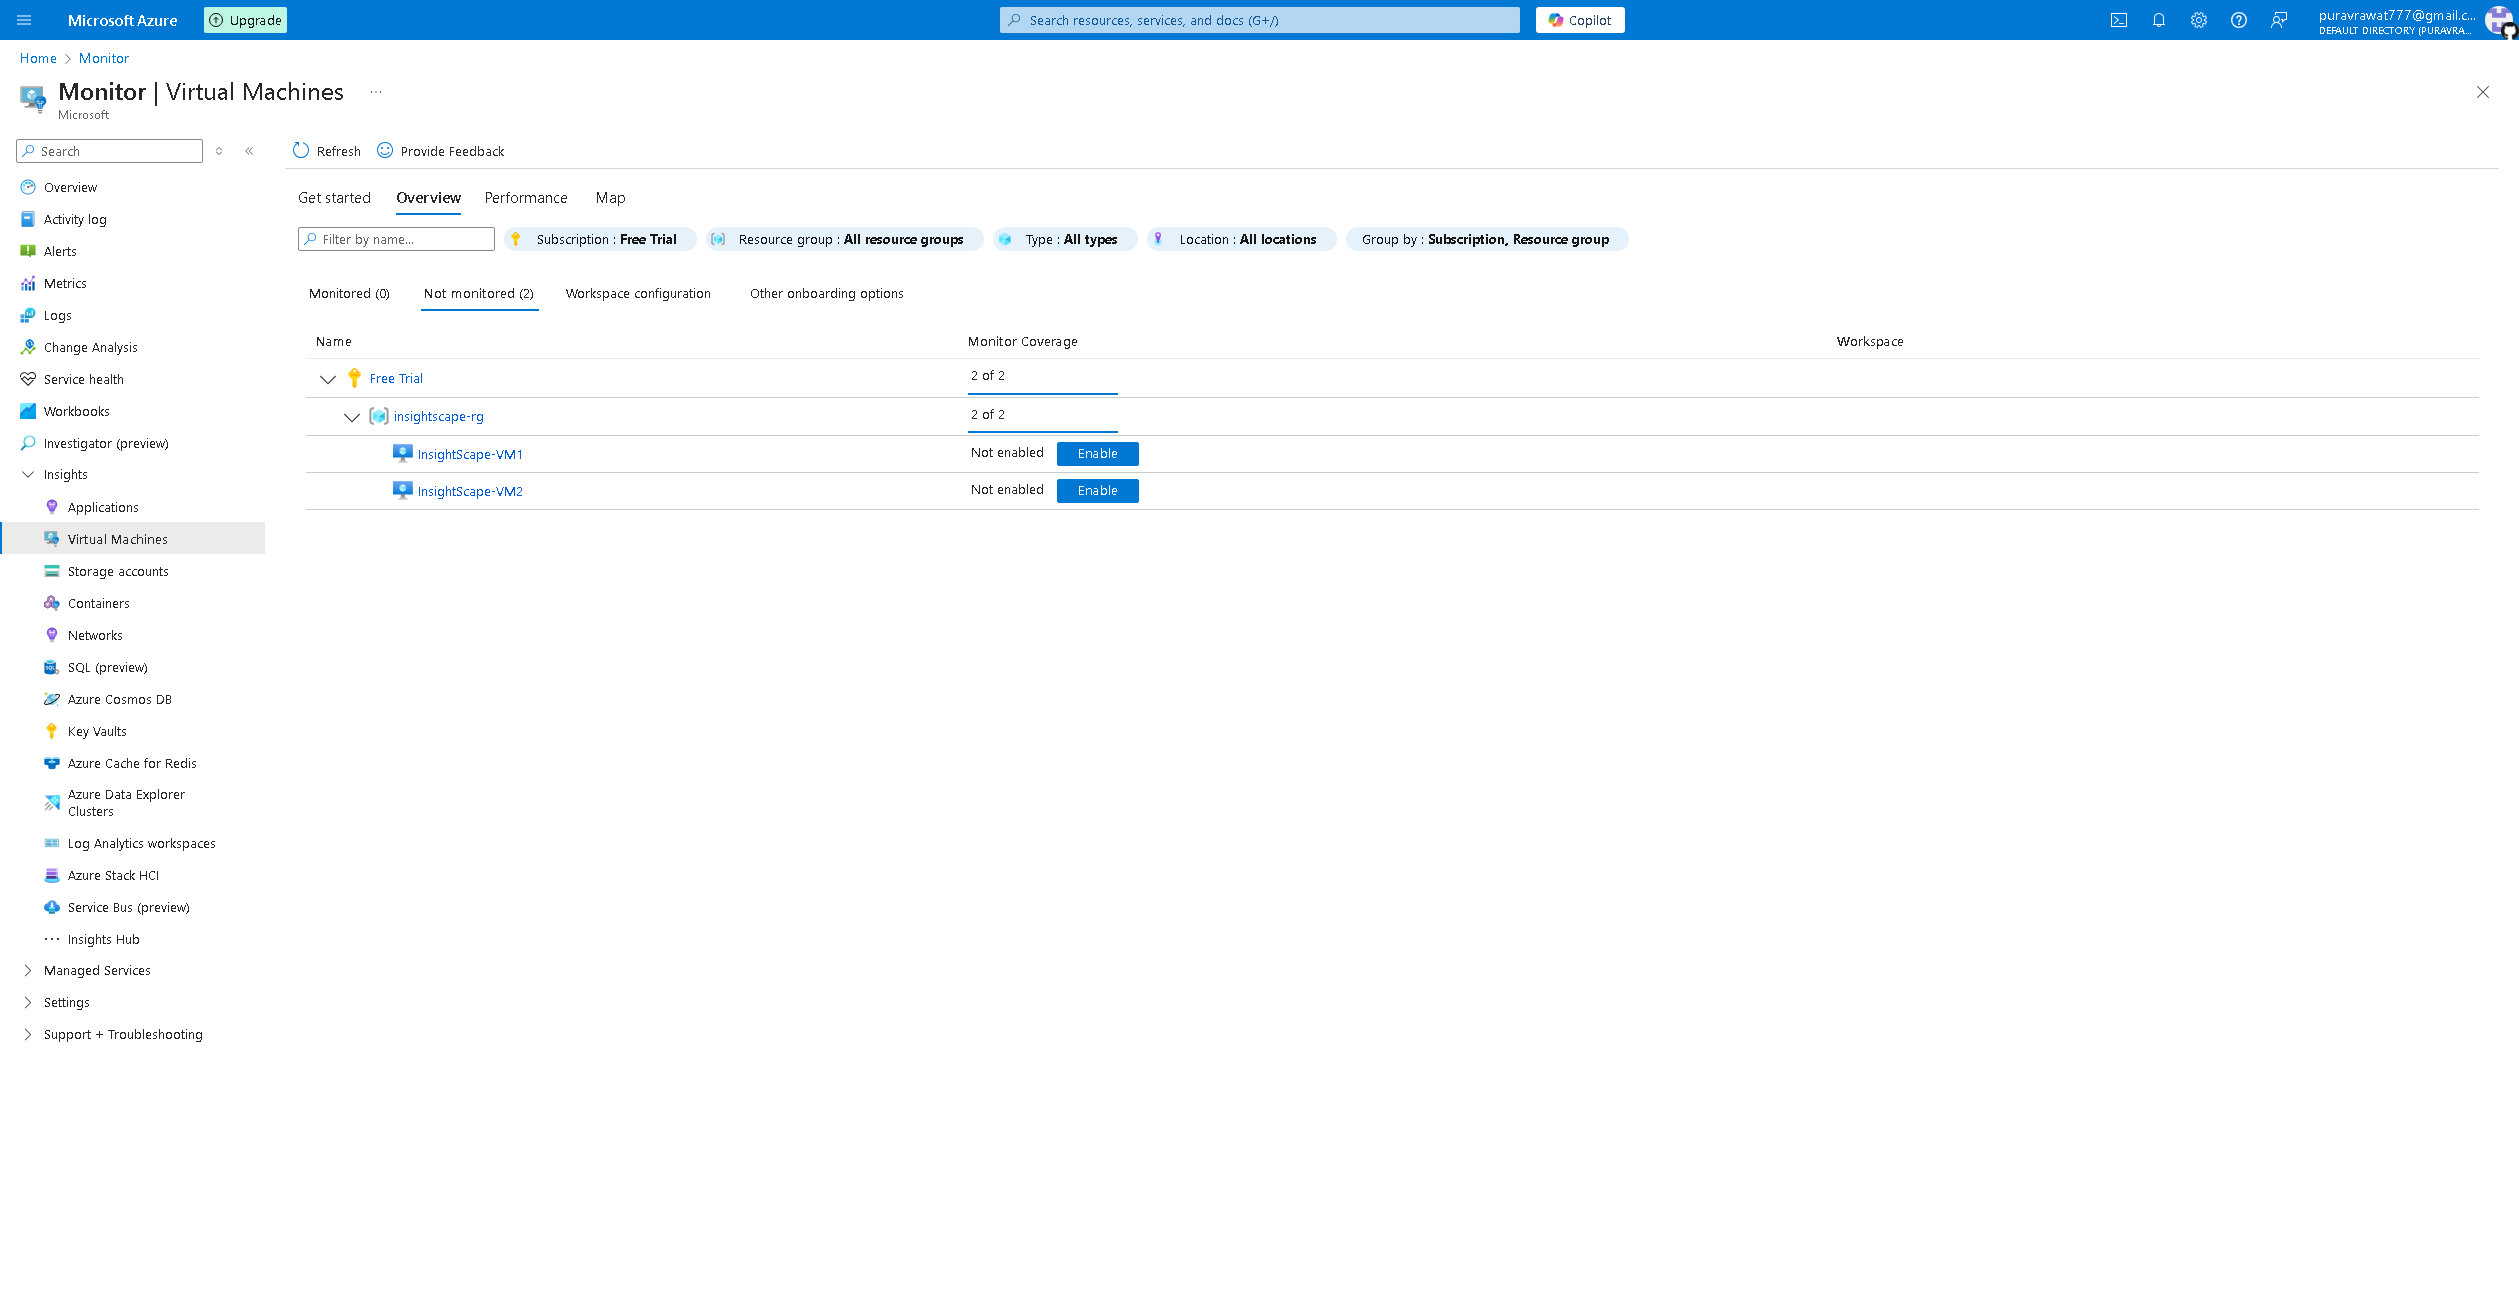 Microsoft Azure
Upgrade
Search resources, services, and docs (G+/)
Copilot
puravrawat777@gmail.c...
DEFAULT DIRECTORY (PURAVRA...
Home > Monitor
Monitor | Virtual Machines ...
Microsoft
Search
Refresh
Provide Feedback
Overview
Activity log
Alerts
Metrics
Logs
Change Analysis
Service health
Workbooks
Investigator (preview)
Insights
Applications
Virtual Machines
Storage accounts
Containers
Networks
SQL (preview)
Azure Cosmos DB
Key Vaults
Azure Cache for Redis
Azure Data Explorer
Clusters
Log Analytics workspaces
Azure Stack HCI
Service Bus (preview)
Insights Hub
Managed Services
Settings
Support + Troubleshooting
Get started Overview Performance Map
Filter by name...
Subscription : Free Trial
Resource group : All resource groups
Type : All types
Location : All locations
Group by : Subscription, Resource group
Monitored (0) Not monitored (2) Workspace configuration Other onboarding options
Name Monitor Coverage Workspace
Free Trial 2 of 2
insightscape-rg 2 of 2
InsightScape-VM1 Not enabled Enable
InsightScape-VM2 Not enabled Enable